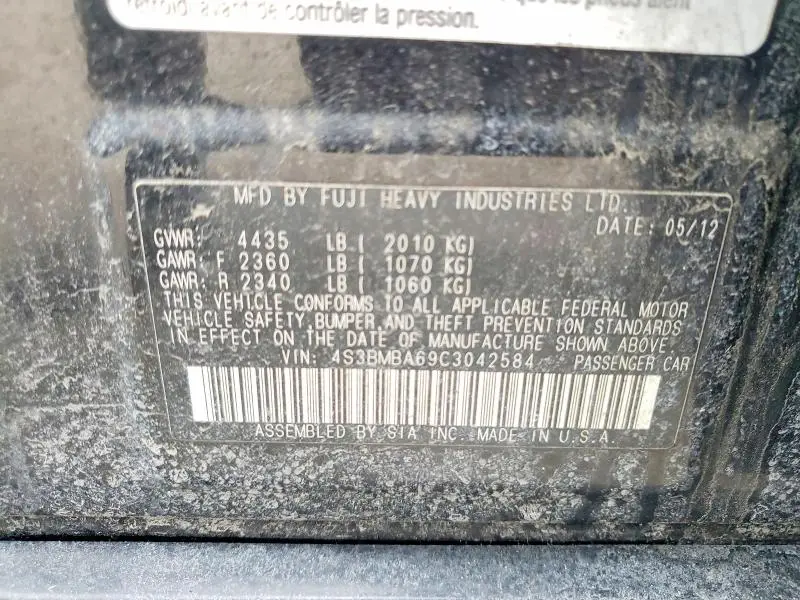 de contrôler la pression.
MFD BY FUJI HEAVY INDUSTRIES LTD.
DATE: 05/12
GVWR: 4435 LB ( 2010 KG)
GAWR: F 2360 LB ( 1070 KG)
GAWR: R 2340 LB ( 1060 KG)
THIS VEHICLE CONFORMS TO ALL APPLICABLE FEDERAL MOTOR
VEHICLE SAFETY, BUMPER AND THEFT PREVENTION STANDARDS
IN EFFECT ON THE DATE OF MANUFACTURE SHOWN ABOVE.
VIN: 4S3BMBA69C3042584 PASSENGER CAR
ASSEMBLED BY SIA INC. MADE IN U.S.A.